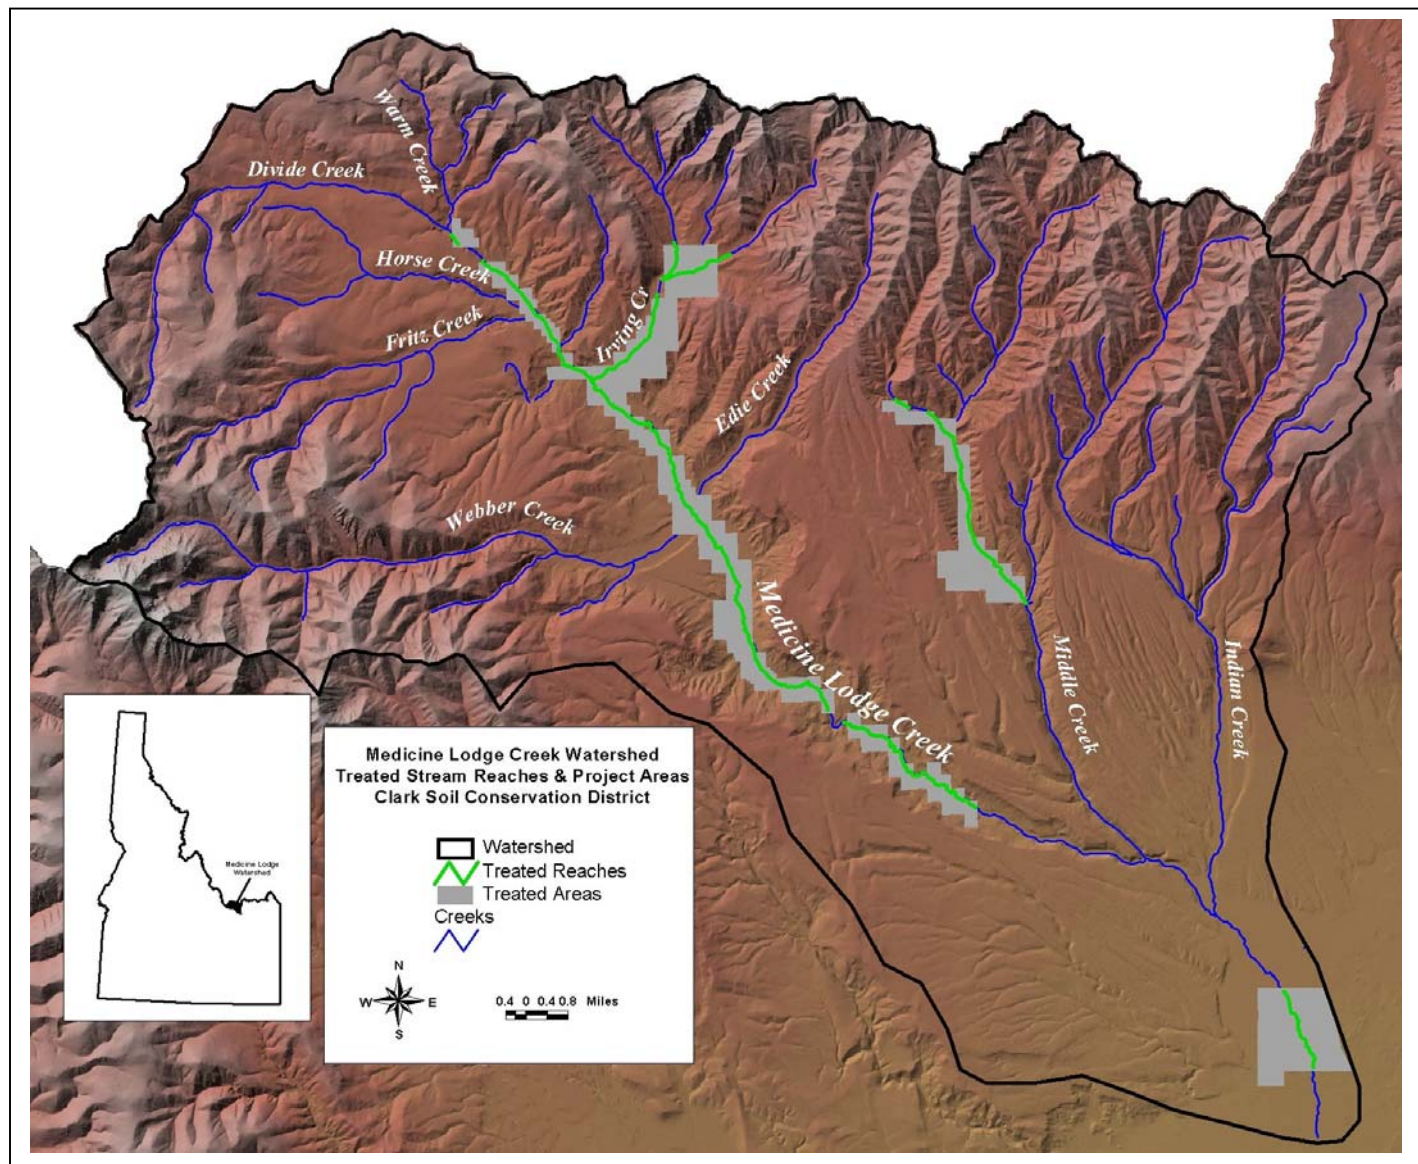 Warm Creek
Divide Creek
Horse Creek
Irving Cr
Fritz Creek
Edie Creek
Webber Creek
Medicine Lodge Creek
Middle Creek
Indian Creek
Medicine Lodge
Watershed
Medicine Lodge Creek Watershed
Treated Stream Reaches & Project Areas
Clark Soil Conservation District
Watershed
Treated Reaches
Treated Areas
Creeks
N
W E
S
0.4 0 0.40.8 Miles